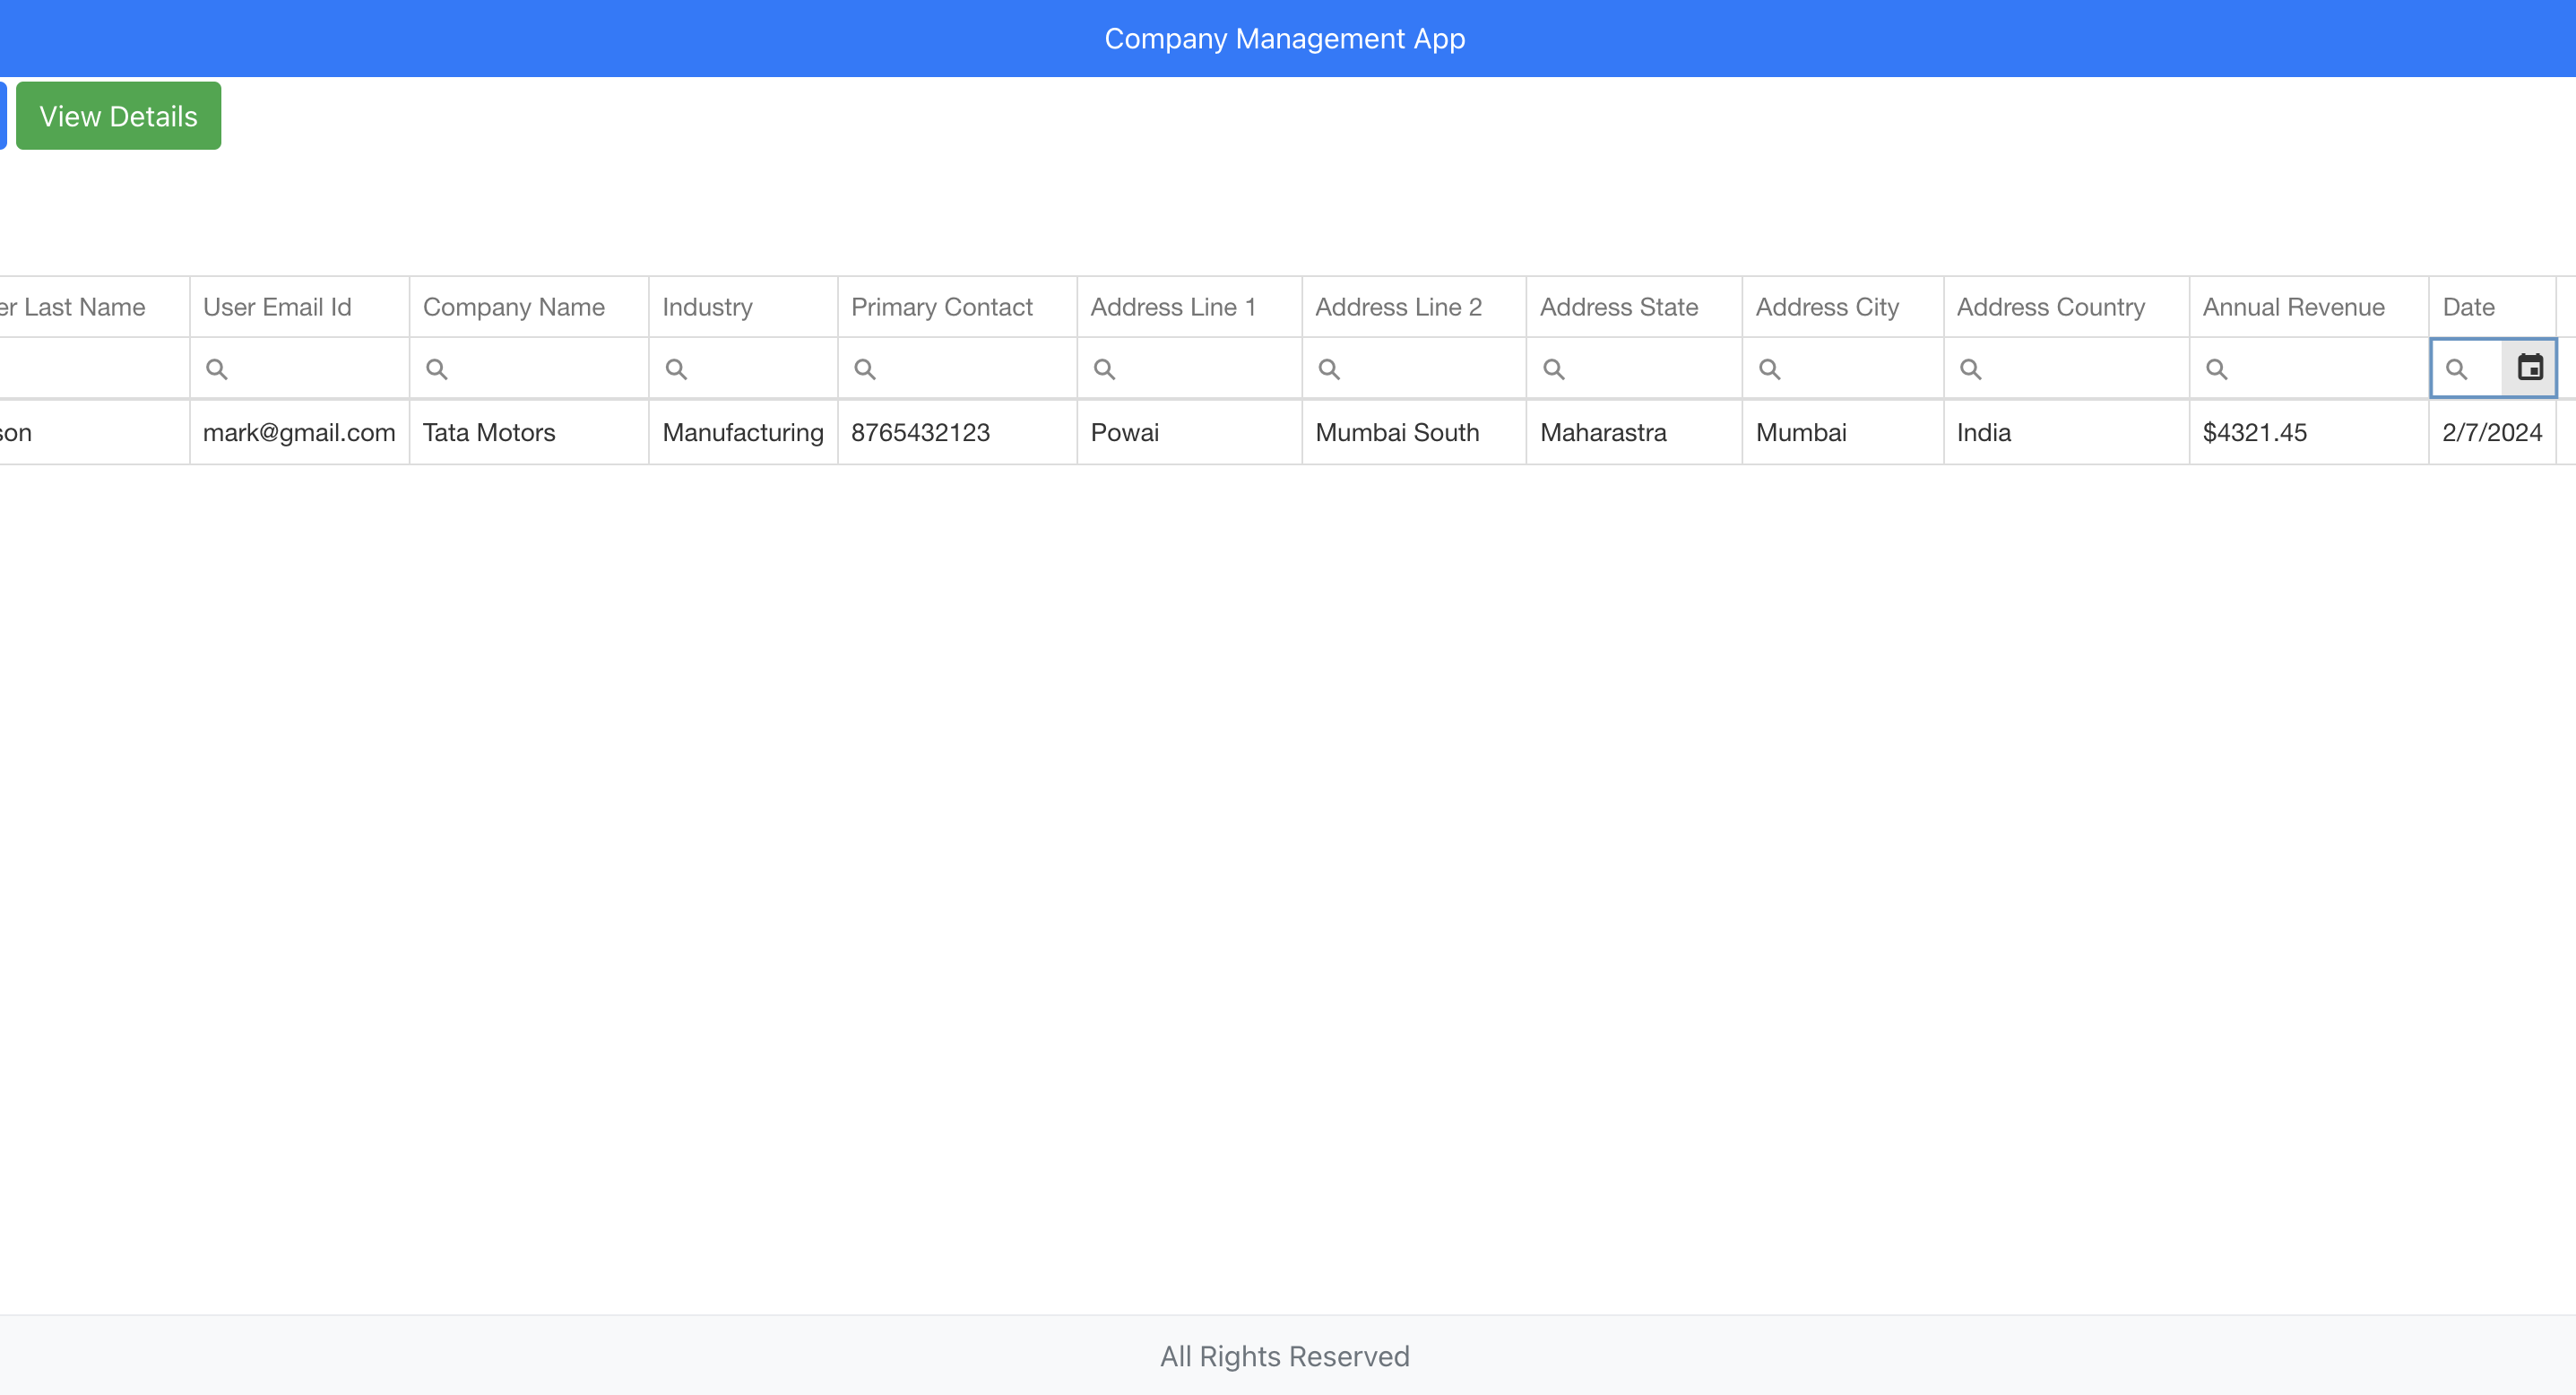 Company Management App
View Details
er Last Name User Email Id Company Name Industry Primary Contact Address Line 1 Address Line 2 Address State Address City Address Country Annual Revenue Date
son mark@gmail.com Tata Motors Manufacturing 8765432123 Powai Mumbai South Maharastra Mumbai India $4321.45 2/7/2024
All Rights Reserved